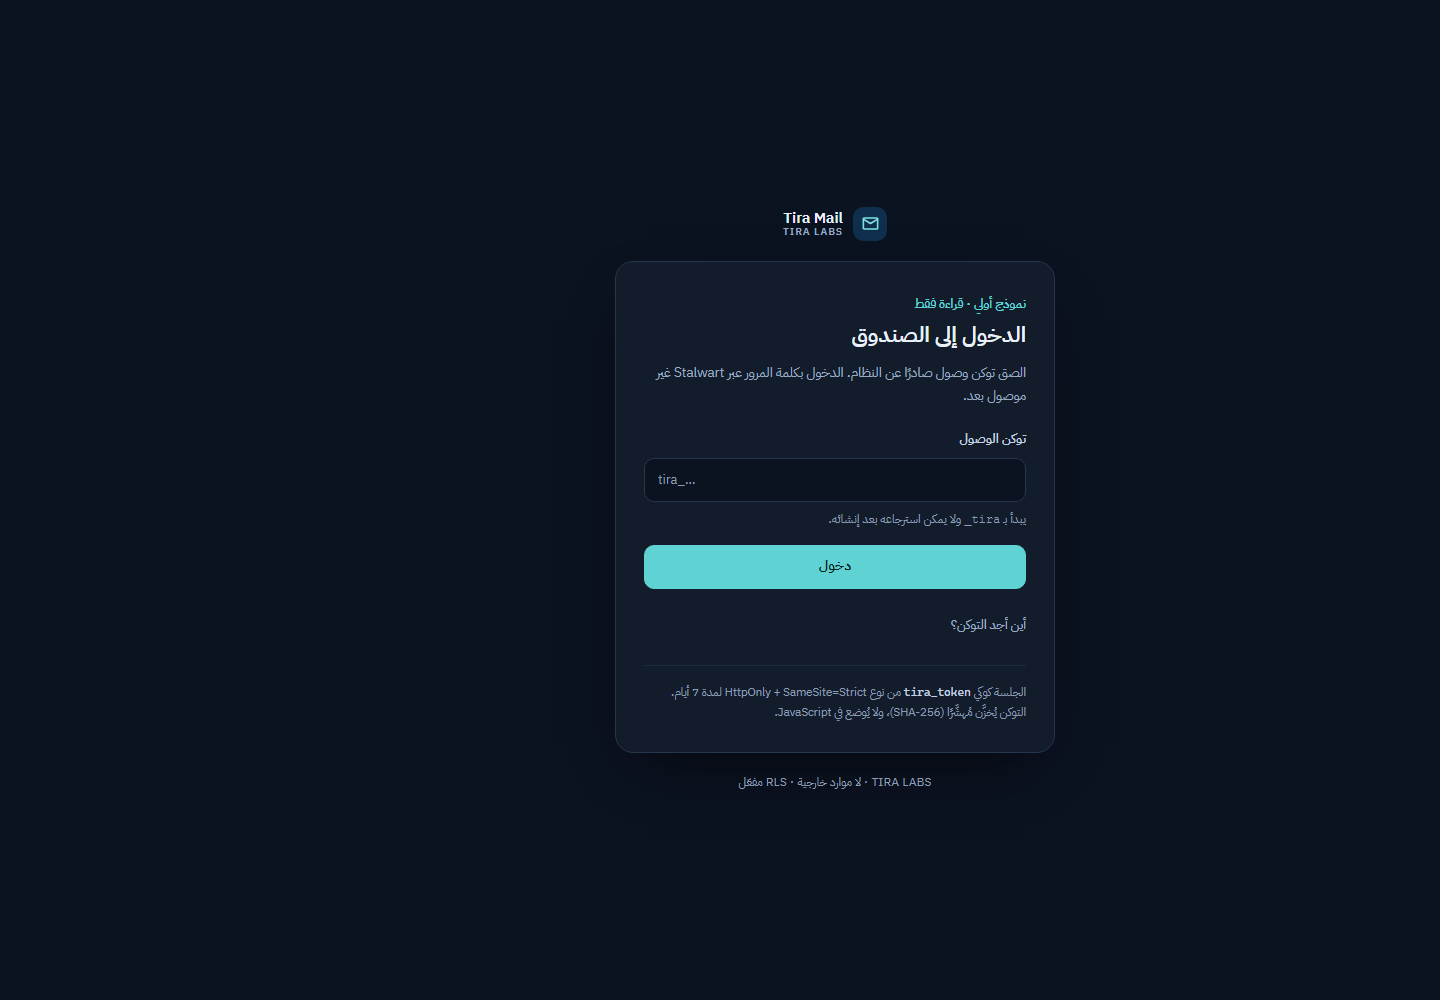 Tira Mail
TIRA LABS
نموذج أولي · قراءة فقط
الدخول إلى الصندوق
الصق توكن وصول صادرًا عن النظام. الدخول بكلمة المرور عبر Stalwart غير
موصول بعد.
توكن الوصول
tira_...
يبدأ بـ tira_ ولا يمكن استرجاعه بعد إنشائه.
دخول
أين أجد التوكن؟
الجلسة كوكي tira_token من نوع HttpOnly + SameSite=Strict لمدة 7 أيام.
التوكن يُخزَّن مُهشَّرًا (SHA-256)، ولا يُوضع في JavaScript.
TIRA LABS · لا موارد خارجية · RLS مفعّل